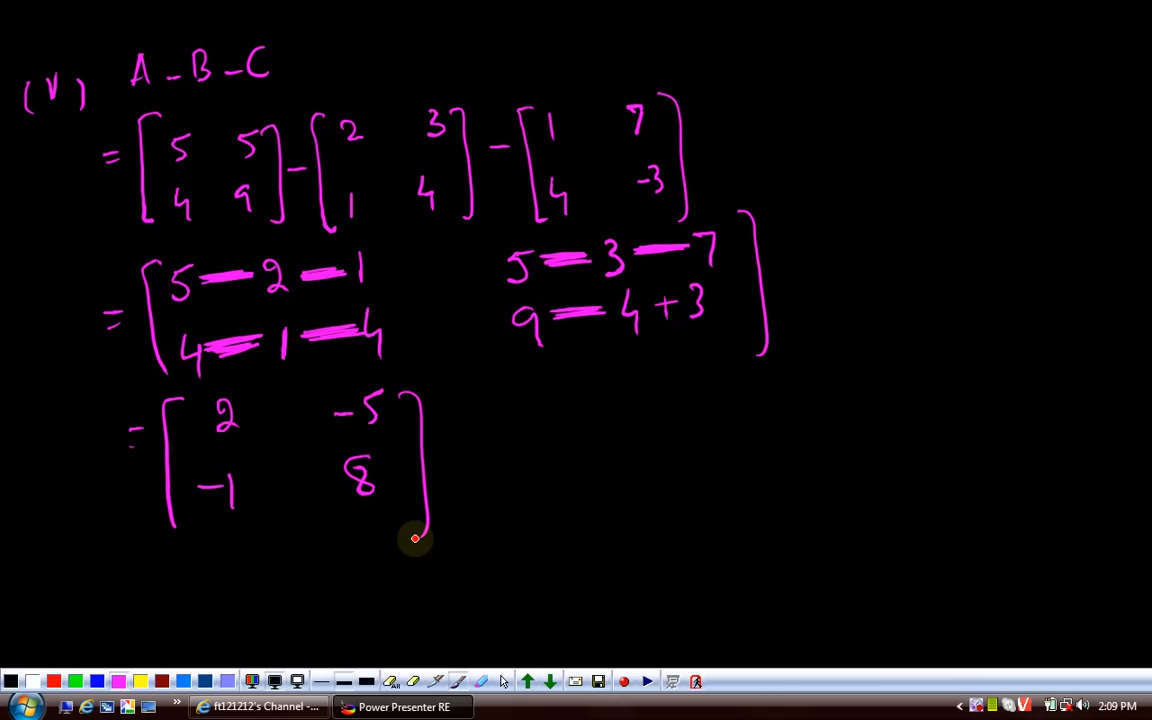 (V) A - B - C
= [ 5 5 ] - [ 2 3 ] - [ 1 7 ]
[ 4 9 ] [ 1 4 ] [ 4 -3 ]
= [ 5 - 2 - 1 5 - 3 - 7 ]
[ 4 - 1 - 4 9 - 4 + 3 ]
= [ 2 -5 ]
[ -1 8 ]
All
ft121212's Channel - ... Power Presenter RE 2:09 PM